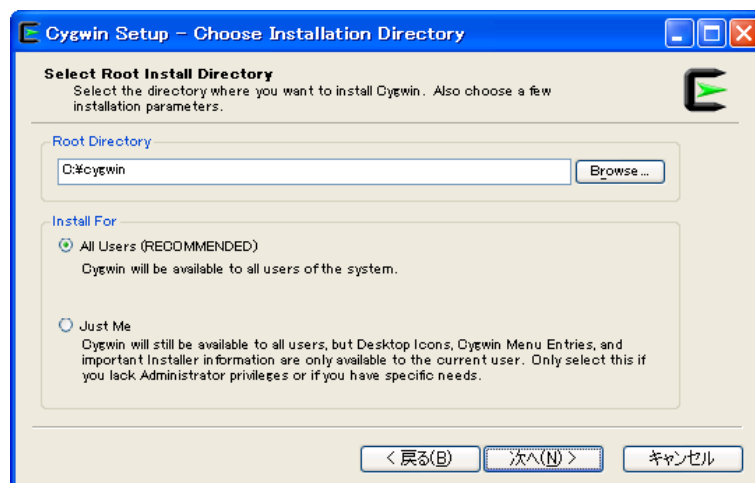 Cygwin Setup - Choose Installation Directory
Select Root Install Directory
Select the directory where you want to install Cygwin. Also choose a few
installation parameters.
Root Directory
C:¥cygwin
Browse...
Install For
All Users (RECOMMENDED)
Cygwin will be available to all users of the system.
Just Me
Cygwin will still be available to all users, but Desktop Icons, Cygwin Menu Entries, and
important Installer information are only available to the current user. Only select this if
you lack Administrator privileges or if you have specific needs.
< 戻る(B) 次へ(N) > キャンセル